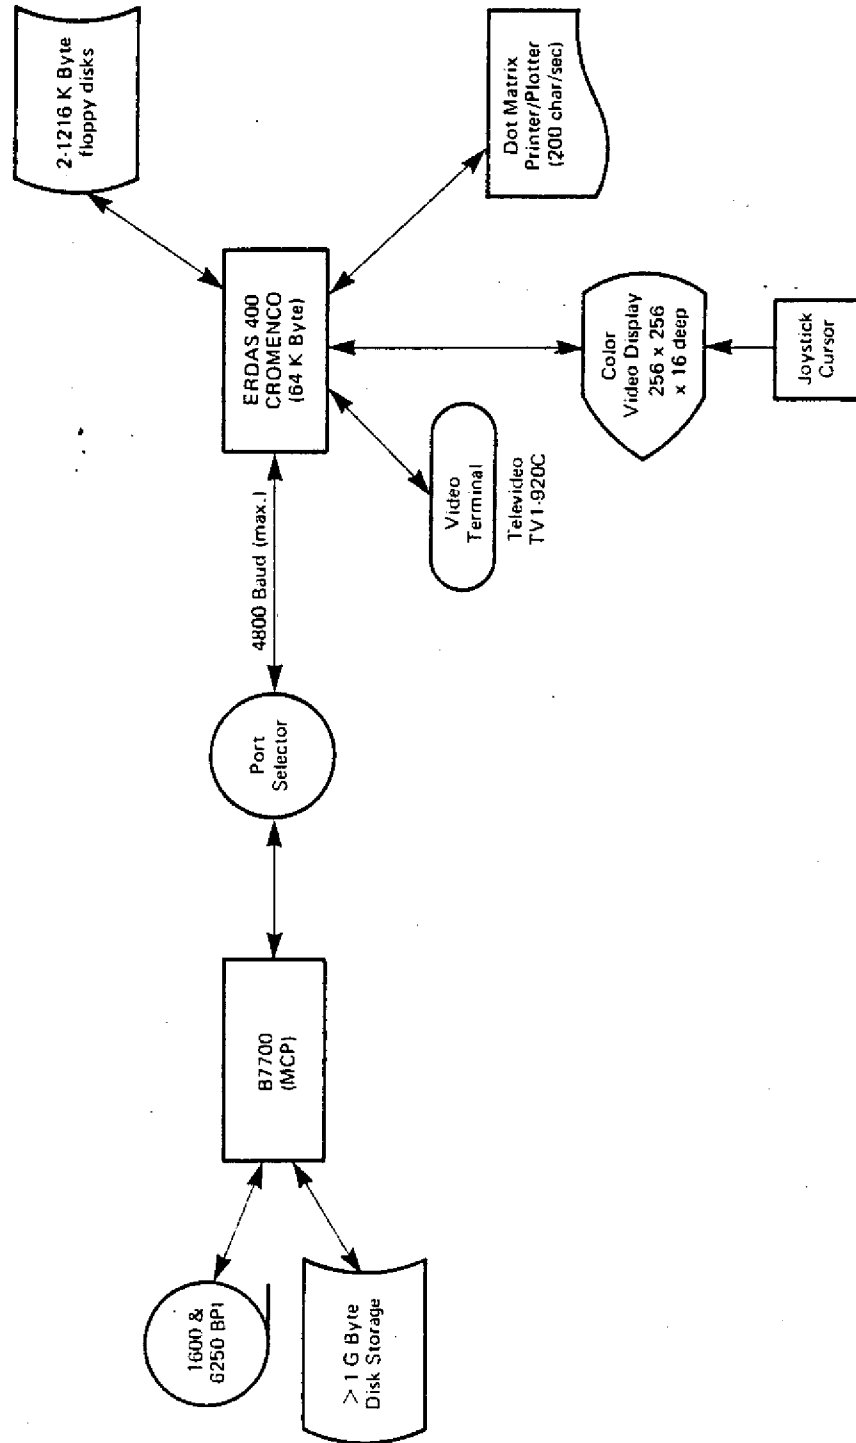 1600 &
6250 BPI
> 1 G Byte
Disk Storage
B7700
(MCP)
Port
Selector
4800 Baud (max.)
ERDAS 400
CROMENCO
(64 K Byte)
2-1216 K Byte
floppy disks
Video
Terminal
Televideo
TV1-920C
Dot Matrix
Printer/Plotter
(200 char/sec)
Color
Video Display
256 x 256
x 16 deep
Joystick
Cursor